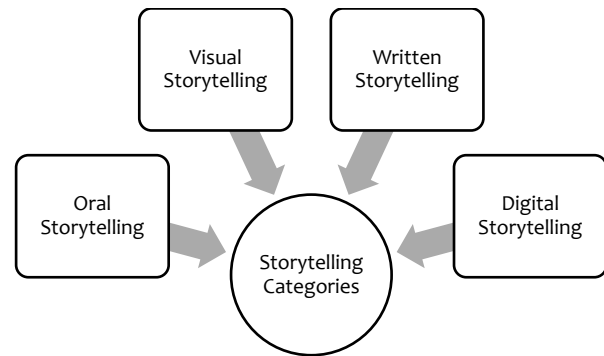 Visual
Storytelling
Written
Storytelling
Oral
Storytelling
Digital
Storytelling
Storytelling
Categories